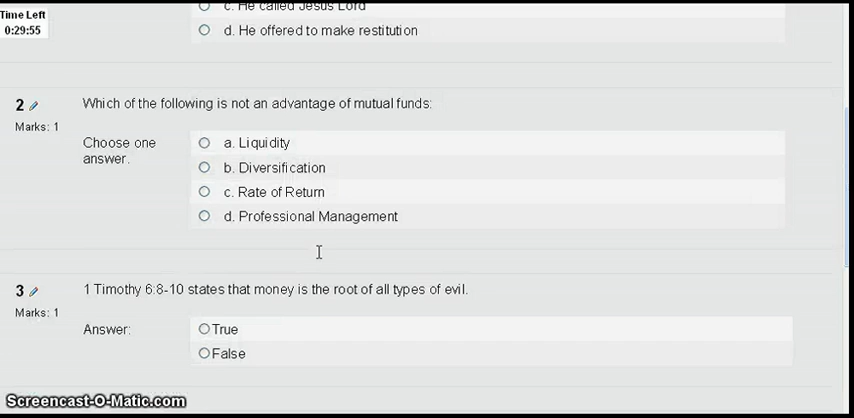 Time Left
0:29:55
c. He called Jesus Lord
d. He offered to make restitution
2
Marks: 1
Which of the following is not an advantage of mutual funds:
Choose one
answer.
a. Liquidity
b. Diversification
c. Rate of Return
d. Professional Management
3
Marks: 1
1 Timothy 6:8-10 states that money is the root of all types of evil.
Answer:
True
False
Screencast-O-Matic.com